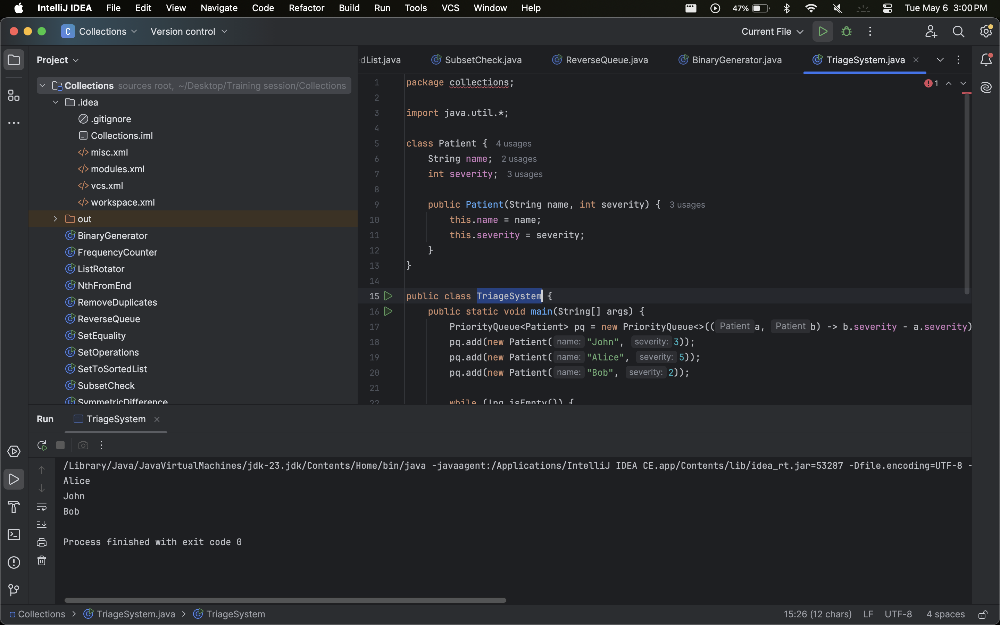 IntelliJ IDEA File Edit View Navigate Code Refactor Build Run Tools VCS Window Help 47% Tue May 6 3:00 PM
C Collections Version control Current File
Project
dList.java SubsetCheck.java ReverseQueue.java BinaryGenerator.java TriageSystem.java
Collections sources root, ~/Desktop/Training session/Collections
.idea
.gitignore
Collections.iml
misc.xml
modules.xml
vcs.xml
workspace.xml
out
BinaryGenerator
FrequencyCounter
ListRotator
NthFromEnd
RemoveDuplicates
ReverseQueue
SetEquality
SetOperations
SetToSortedList
SubsetCheck
SymmetricDifference
1
1 package collections;
2
3 import java.util.*;
4
5 class Patient { 4 usages
6 String name; 2 usages
7 int severity; 3 usages
8
9 public Patient(String name, int severity) { 3 usages
10 this.name = name;
11 this.severity = severity;
12 }
13 }
14
15 public class TriageSystem {
16 public static void main(String[] args) {
17 PriorityQueue<Patient> pq = new PriorityQueue<>(( Patient a, Patient b) -> b.severity - a.severity)
18 pq.add(new Patient( name: "John", severity: 3));
19 pq.add(new Patient( name: "Alice", severity: 5));
20 pq.add(new Patient( name: "Bob", severity: 2));
21
22 while (!pq.isEmpty()) {
Run TriageSystem
/Library/Java/JavaVirtualMachines/jdk-23.jdk/Contents/Home/bin/java -javaagent:/Applications/IntelliJ IDEA CE.app/Contents/lib/idea_rt.jar=53287 -Dfile.encoding=UTF-8 -
Alice
John
Bob
Process finished with exit code 0
Collections > TriageSystem.java > TriageSystem 15:26 (12 chars) LF UTF-8 4 spaces